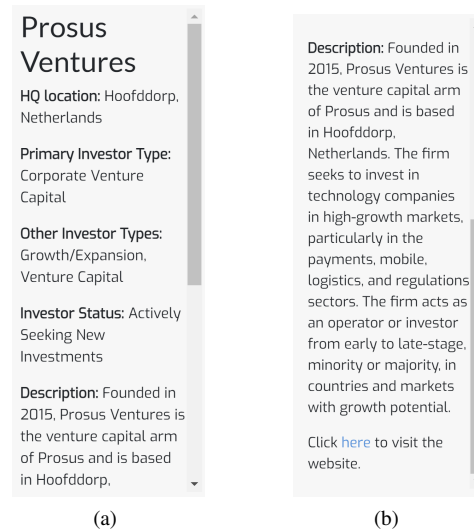 Prosus
Ventures
HQ location: Hoofddorp,
Netherlands
Primary Investor Type:
Corporate Venture
Capital
Other Investor Types:
Growth/Expansion,
Venture Capital
Investor Status: Actively
Seeking New
Investments
Description: Founded in
2015, Prosus Ventures is
the venture capital arm
of Prosus and is based
in Hoofddorp,
(a)
Description: Founded in
2015, Prosus Ventures is
the venture capital arm
of Prosus and is based
in Hoofddorp,
Netherlands. The firm
seeks to invest in
technology companies
in high-growth markets,
particularly in the
payments, mobile,
logistics, and regulations
sectors. The firm acts as
an operator or investor
from early to late-stage,
minority or majority, in
countries and markets
with growth potential.
Click here to visit the
website.
(b)